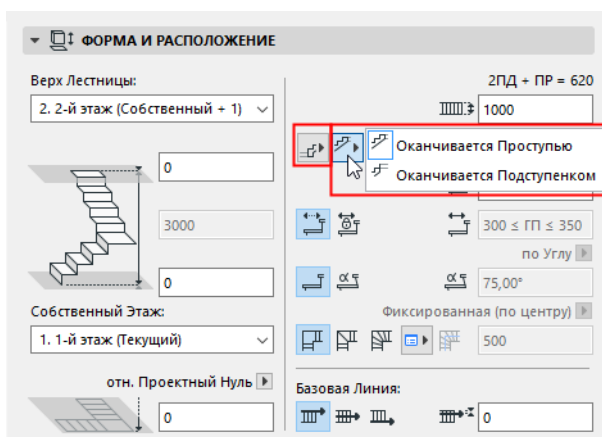 ФОРМА И РАСПОЛОЖЕНИЕ
Верх Лестницы:
2. 2-й этаж (Собственный + 1)
0
3000
0
Собственный Этаж:
1. 1-й этаж (Текущий)
отн. Проектный Нуль
0
2ПД + ПР = 620
1000
Оканчивается Проступью
Оканчивается Подступенком
300 ≤ ГП ≤ 350
по Углу
α α 75,00°
Фиксированная (по центру)
500
Базовая Линия:
0